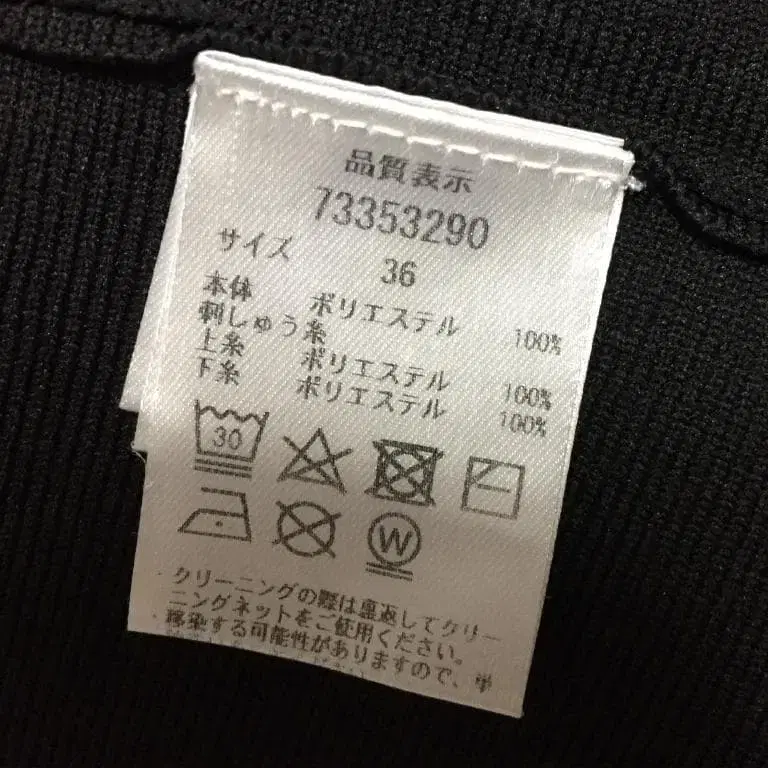 品質表示
73353290
サイズ 36
本体 ポリエステル 100%
刺しゅう糸
上糸 ポリエステル 100%
下糸 ポリエステル 100%
30
W
クリーニングの際は裏返してクリー
ニングネットをご使用ください。
移染する可能性がありますので、単